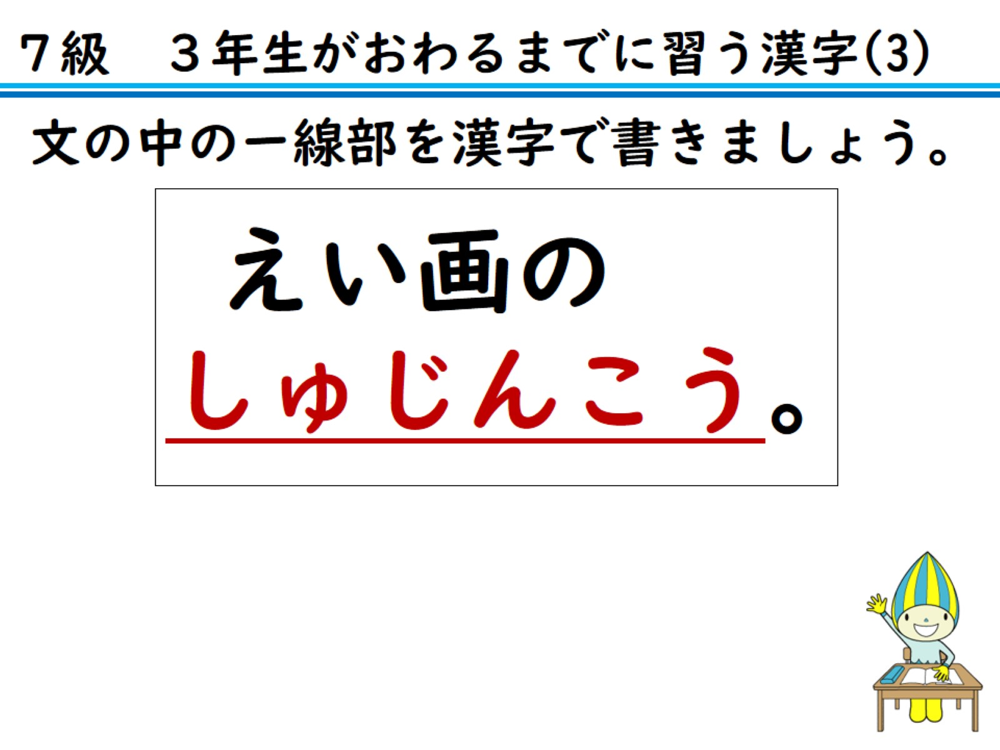 ７級　３年生がおわるまでに習う漢字(3)
文の中の―線部を漢字で書きましょう。
えい画の
しゅじんこう。